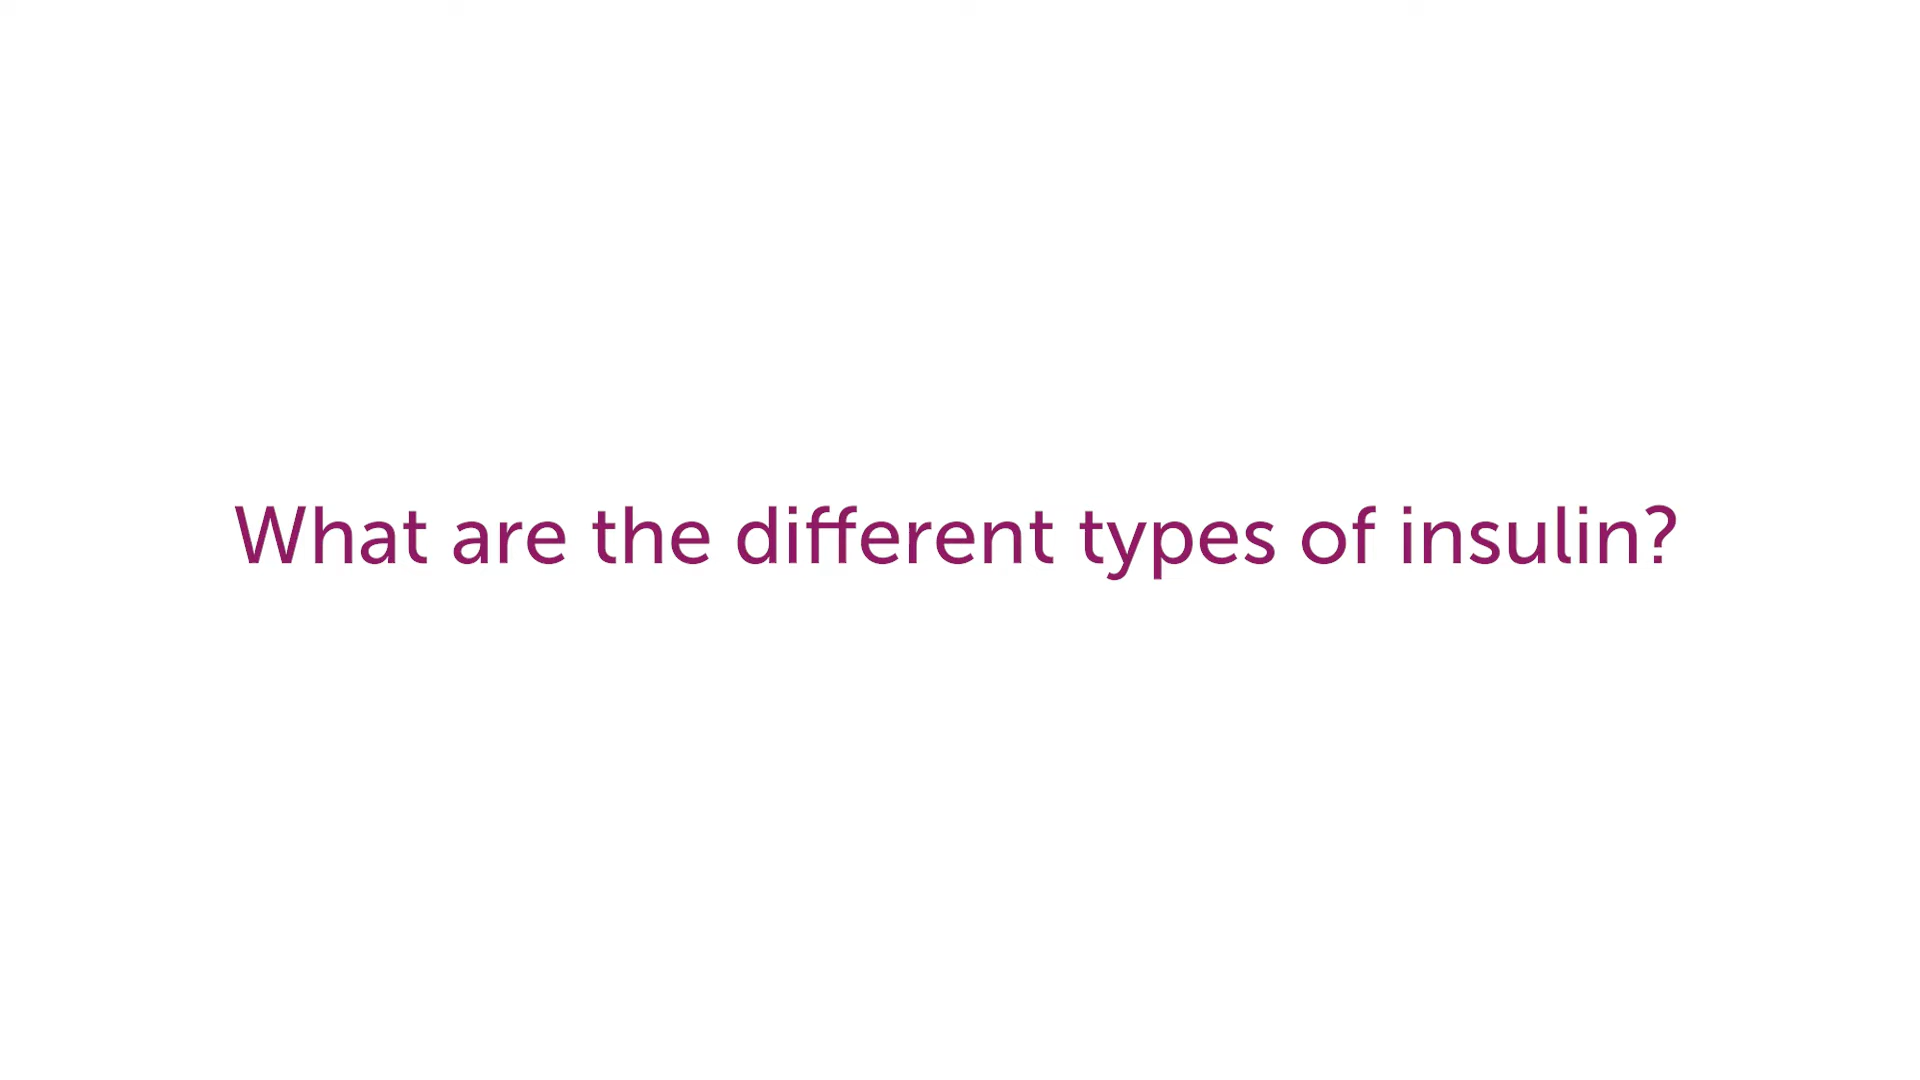 What are the different types of insulin?